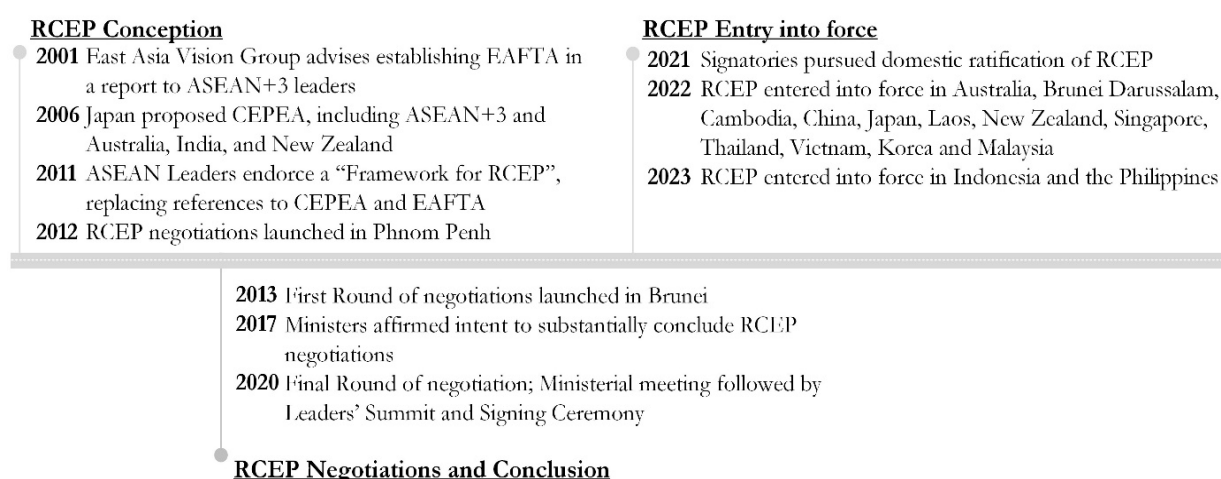 RCEP Conception
2001 East Asia Vision Group advises establishing EAFTA in
a report to ASEAN+3 leaders
2006 Japan proposed CEPEA, including ASEAN+3 and
Australia, India, and New Zealand
2011 ASEAN Leaders endorce a “Framework for RCEP”,
replacing references to CEPEA and EAFTA
2012 RCEP negotiations launched in Phnom Penh
RCEP Entry into force
2021 Signatories pursued domestic ratification of RCEP
2022 RCEP entered into force in Australia, Brunei Darussalam,
Cambodia, China, Japan, Laos, New Zealand, Singapore,
Thailand, Vietnam, Korea and Malaysia
2023 RCEP entered into force in Indonesia and the Philippines
2013 First Round of negotiations launched in Brunei
2017 Ministers affirmed intent to substantially conclude RCEP
negotiations
2020 Final Round of negotiation; Ministerial meeting followed by
Leaders’ Summit and Signing Ceremony
RCEP Negotiations and Conclusion